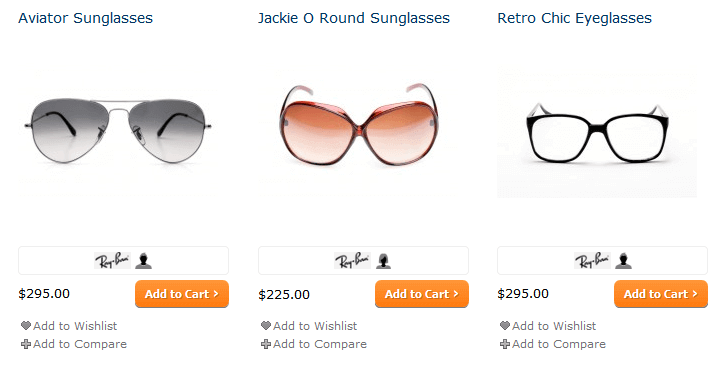 Aviator Sunglasses
Jackie O Round Sunglasses
Retro Chic Eyeglasses
Ray-Ban
Ray-Ban
Ray-Ban
$295.00
Add to Cart >
$225.00
Add to Cart >
$295.00
Add to Cart >
Add to Wishlist
Add to Wishlist
Add to Wishlist
Add to Compare
Add to Compare
Add to Compare